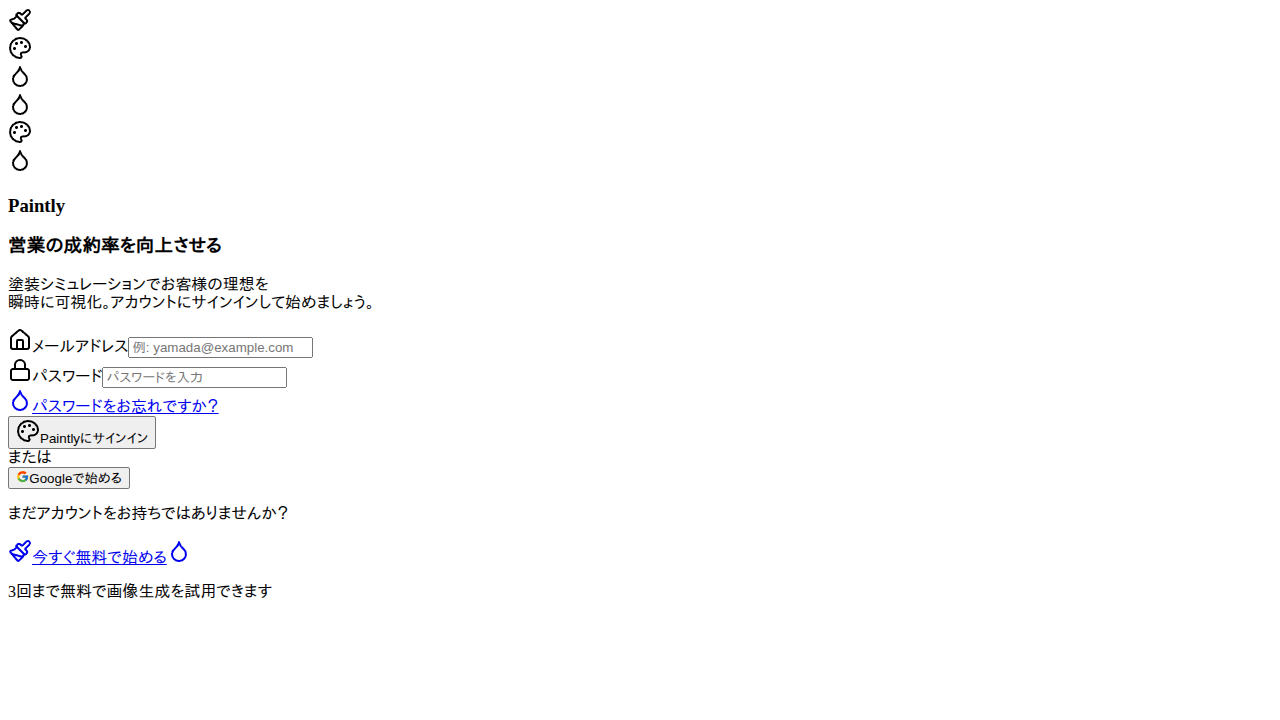 Paintly
営業の成約率を向上させる
塗装シミュレーションでお客様の理想を
瞬時に可視化。アカウントにサインインして始めましょう。
メールアドレス 例: yamada@example.com
パスワード パスワードを入力
パスワードをお忘れですか？
Paintlyにサインイン
または
Googleで始める
まだアカウントをお持ちではありませんか？
今すぐ無料で始める
3回まで無料で画像生成を試用できます